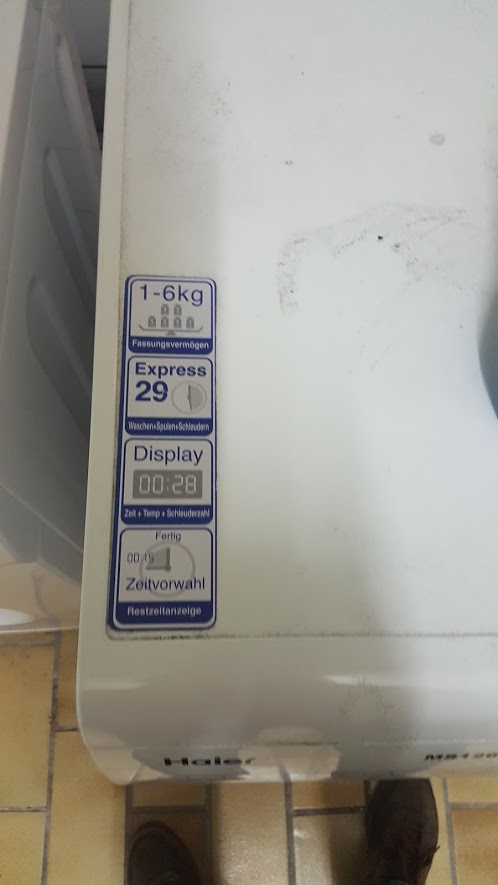 1-6kg
Fassungsvermögen
Express
29
Waschen+Spülen+Schleudern
Display
00:28
Zeit + Temp + Schleuderzahl
Fertig
00:15
Zeitvorwahl
Restzeitanzeige
Haier